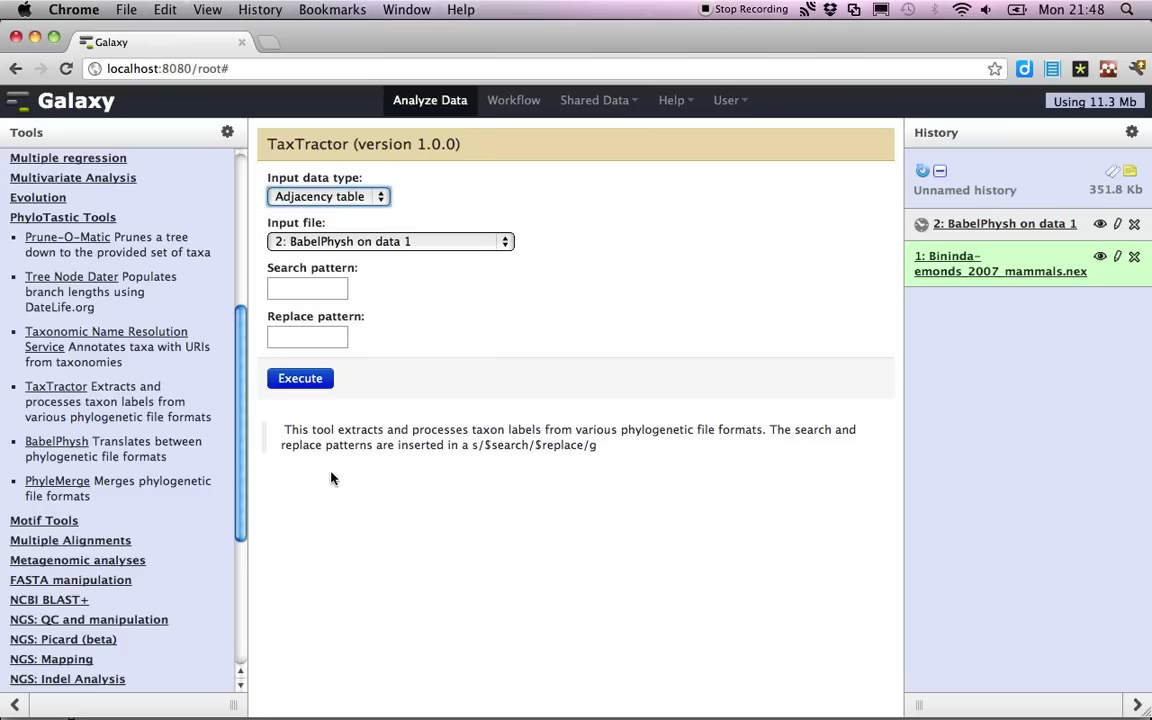 Chrome File Edit View History Bookmarks Window Help Stop Recording Mon 21:48
Galaxy
localhost:8080/root#
Galaxy Analyze Data Workflow Shared Data Help User Using 11.3 Mb
Tools
Multiple regression
Multivariate Analysis
Evolution
PhyloTastic Tools
Prune-O-Matic Prunes a tree
down to the provided set of taxa
Tree Node Dater Populates
branch lengths using
DateLife.org
Taxonomic Name Resolution
Service Annotates taxa with URIs
from taxonomies
TaxTractor Extracts and
processes taxon labels from
various phylogenetic file formats
BabelPhysh Translates between
phylogenetic file formats
PhyleMerge Merges phylogenetic
file formats
Motif Tools
Multiple Alignments
Metagenomic analyses
FASTA manipulation
NCBI BLAST+
NGS: QC and manipulation
NGS: Picard (beta)
NGS: Mapping
NGS: Indel Analysis
TaxTractor (version 1.0.0)
Input data type:
Adjacency table
Input file:
2: BabelPhysh on data 1
Search pattern:
Replace pattern:
Execute
This tool extracts and processes taxon labels from various phylogenetic file formats. The search and
replace patterns are inserted in a s/$search/$replace/g
History
Unnamed history 351.8 Kb
2: BabelPhysh on data 1
1: Bininda-
emonds_2007_mammals.nex